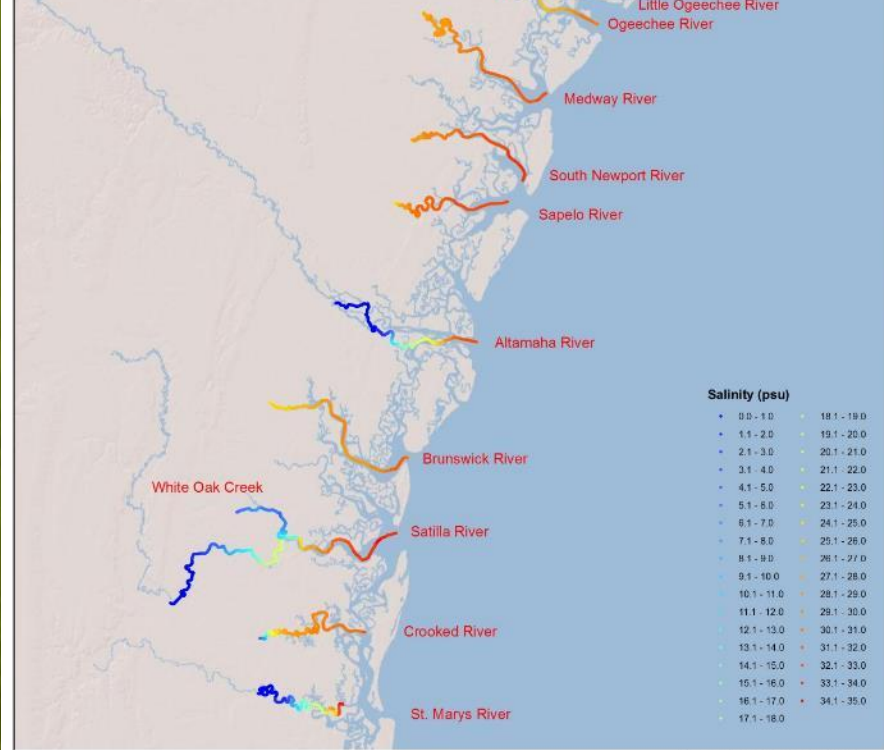 Little Ogeechee River
Ogeechee River
Medway River
South Newport River
Sapelo River
Altamaha River
Brunswick River
White Oak Creek
Satilla River
Crooked River
St. Marys River
Salinity (psu)
0.0 - 1.0
1.1 - 2.0
2.1 - 3.0
3.1 - 4.0
4.1 - 5.0
5.1 - 6.0
6.1 - 7.0
7.1 - 8.0
8.1 - 9.0
9.1 - 10.0
10.1 - 11.0
11.1 - 12.0
12.1 - 13.0
13.1 - 14.0
14.1 - 15.0
15.1 - 16.0
16.1 - 17.0
17.1 - 18.0
18.1 - 19.0
19.1 - 20.0
20.1 - 21.0
21.1 - 22.0
22.1 - 23.0
23.1 - 24.0
24.1 - 25.0
25.1 - 26.0
26.1 - 27.0
27.1 - 28.0
28.1 - 29.0
29.1 - 30.0
30.1 - 31.0
31.1 - 32.0
32.1 - 33.0
33.1 - 34.0
34.1 - 35.0